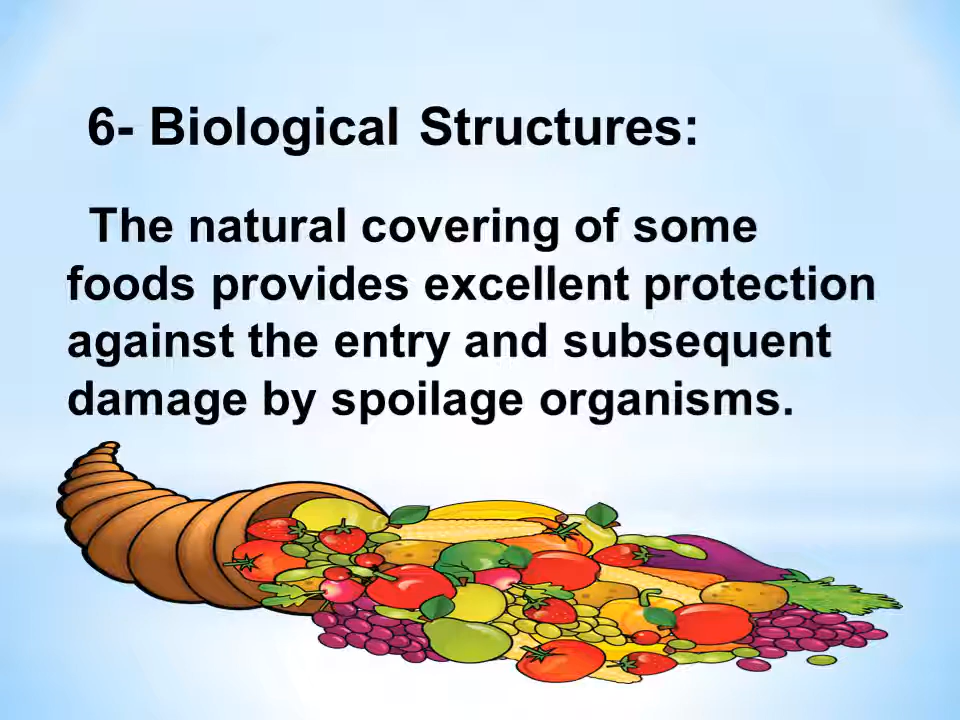 6- Biological Structures:
The natural covering of some
foods provides excellent protection
against the entry and subsequent
damage by spoilage organisms.